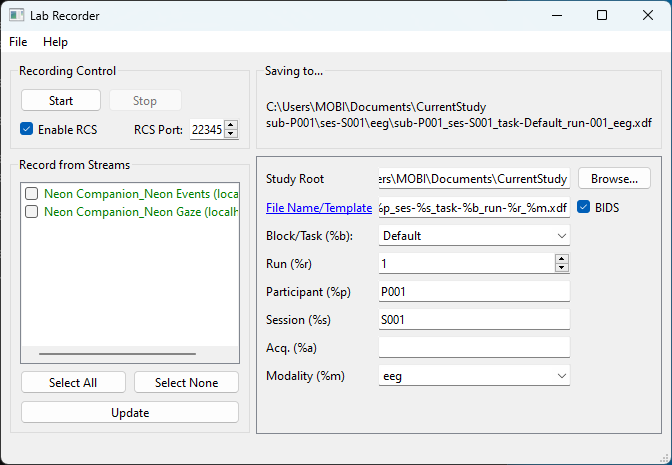 Lab Recorder
File Help
Recording Control
Start Stop
Enable RCS RCS Port: 22345
Record from Streams
Neon Companion_Neon Events (loca
Neon Companion_Neon Gaze (localh
Select All Select None
Update
Saving to...
C:\Users\MOBI\Documents\CurrentStudy
sub-P001\ses-S001\eeg\sub-P001_ses-S001_task-Default_run-001_eeg.xdf
Study Root ers\MOBI\Documents\CurrentStudy Browse...
File Name/Template %p_ses-%s_task-%b_run-%r_%m.xdf BIDS
Block/Task (%b): Default
Run (%r) 1
Participant (%p) P001
Session (%s) S001
Acq. (%a)
Modality (%m) eeg